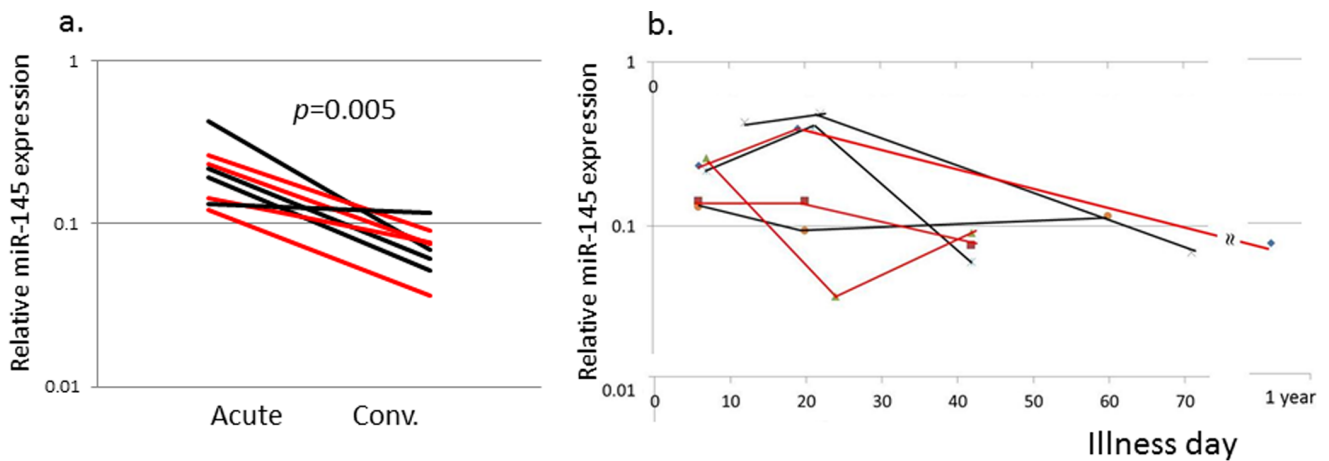 a.
Relative miR-145 expression
1
0.1
0.01
p=0.005
Acute
Conv.
b.
Relative miR-145 expression
1
0
0.1
0.01
0 10 20 30 40 50 60 70 1 year
≈
Illness day